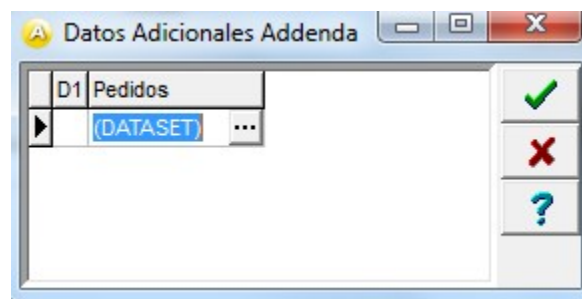 Datos Adicionales Addenda
D1 Pedidos
(DATASET) ...
?